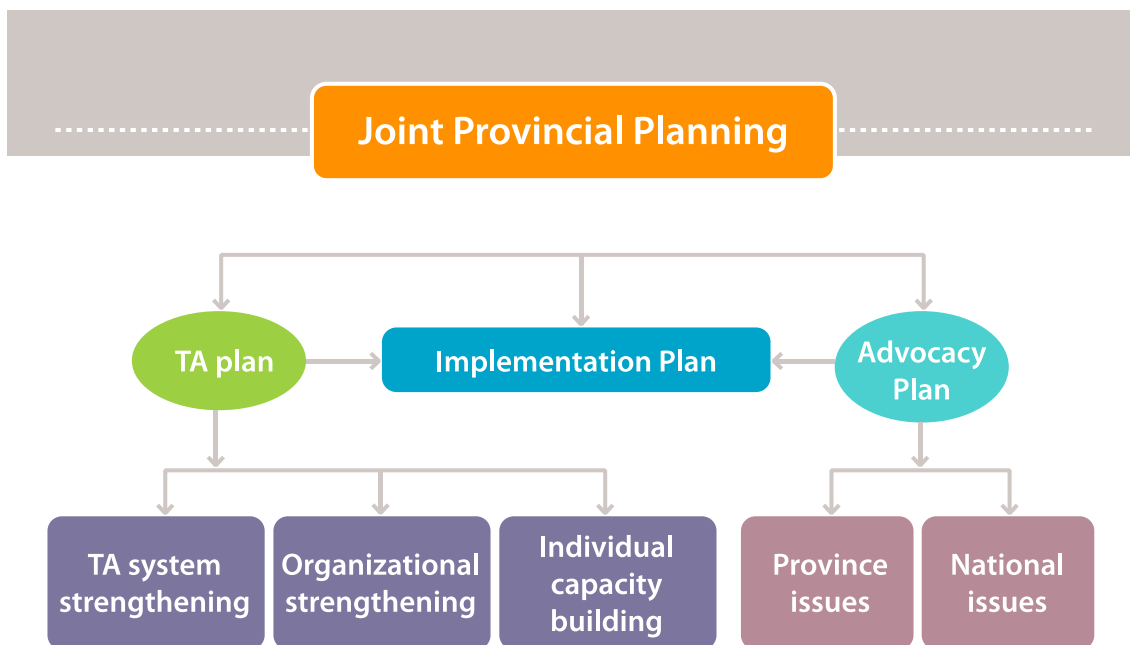 Joint Provincial Planning
TA plan
Implementation Plan
Advocacy
Plan
TA system
strengthening
Organizational
strengthening
Individual
capacity
building
Province
issues
National
issues